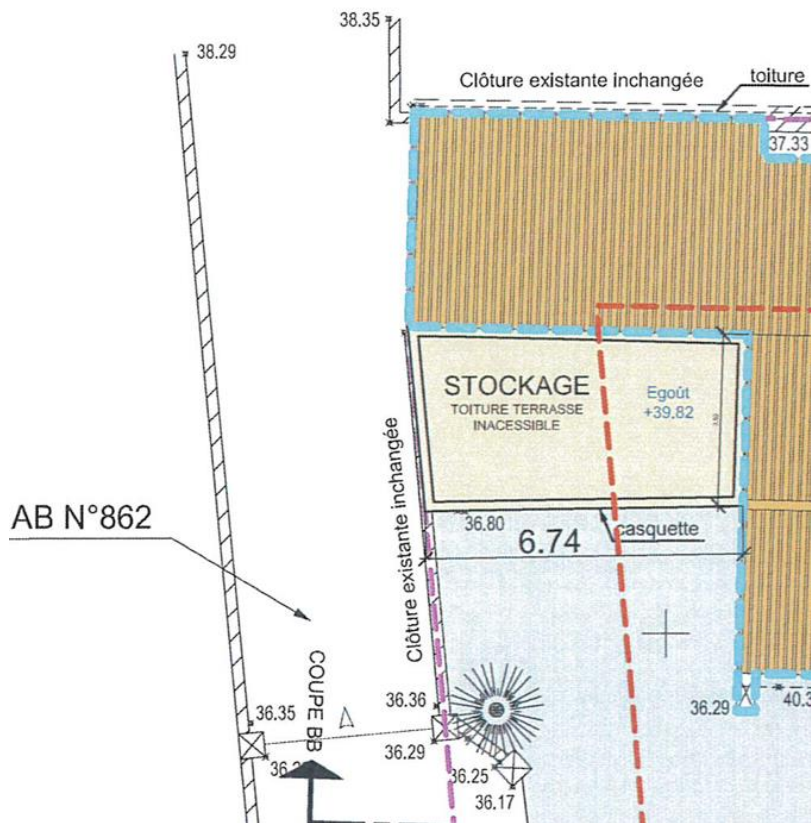 38.35
38.29
Clôture existante inchangée
toiture
37.33
STOCKAGE
TOITURE TERRASSE
INACESSIBLE
Egoût
+39.82
Clôture existante inchangée
AB N°862
36.80
casquette
6.74
COUPE BB
36.35
36.36
36.29
36.25
36.17
36.29